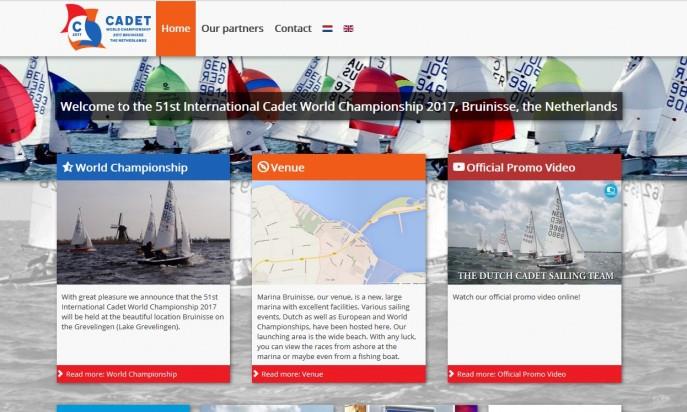 CADET
WORLD CHAMPIONSHIP
2017 BRUINISSE
THE NETHERLANDS
C
2017
Home
Our partners
Contact
Welcome to the 51st International Cadet World Championship 2017, Bruinisse, the Netherlands
World Championship
With great pleasure we announce that the 51st
International Cadet World Championship 2017
will be held at the beautiful location Bruinisse on
the Grevelingen (Lake Grevelingen).
Read more: World Championship
Venue
Marina Bruinisse, our venue, is a new, large
marina with excellent facilities. Various sailing
events, Dutch as well as European and World
Championships, have been hosted here. Our
launching area is the wide beach. With any luck,
you can view the races from ashore at the
marina or maybe even from a fishing boat.
Read more: Venue
Official Promo Video
THE DUTCH CADET SAILING TEAM
Watch our official promo video online!
Read more: Official Promo Video